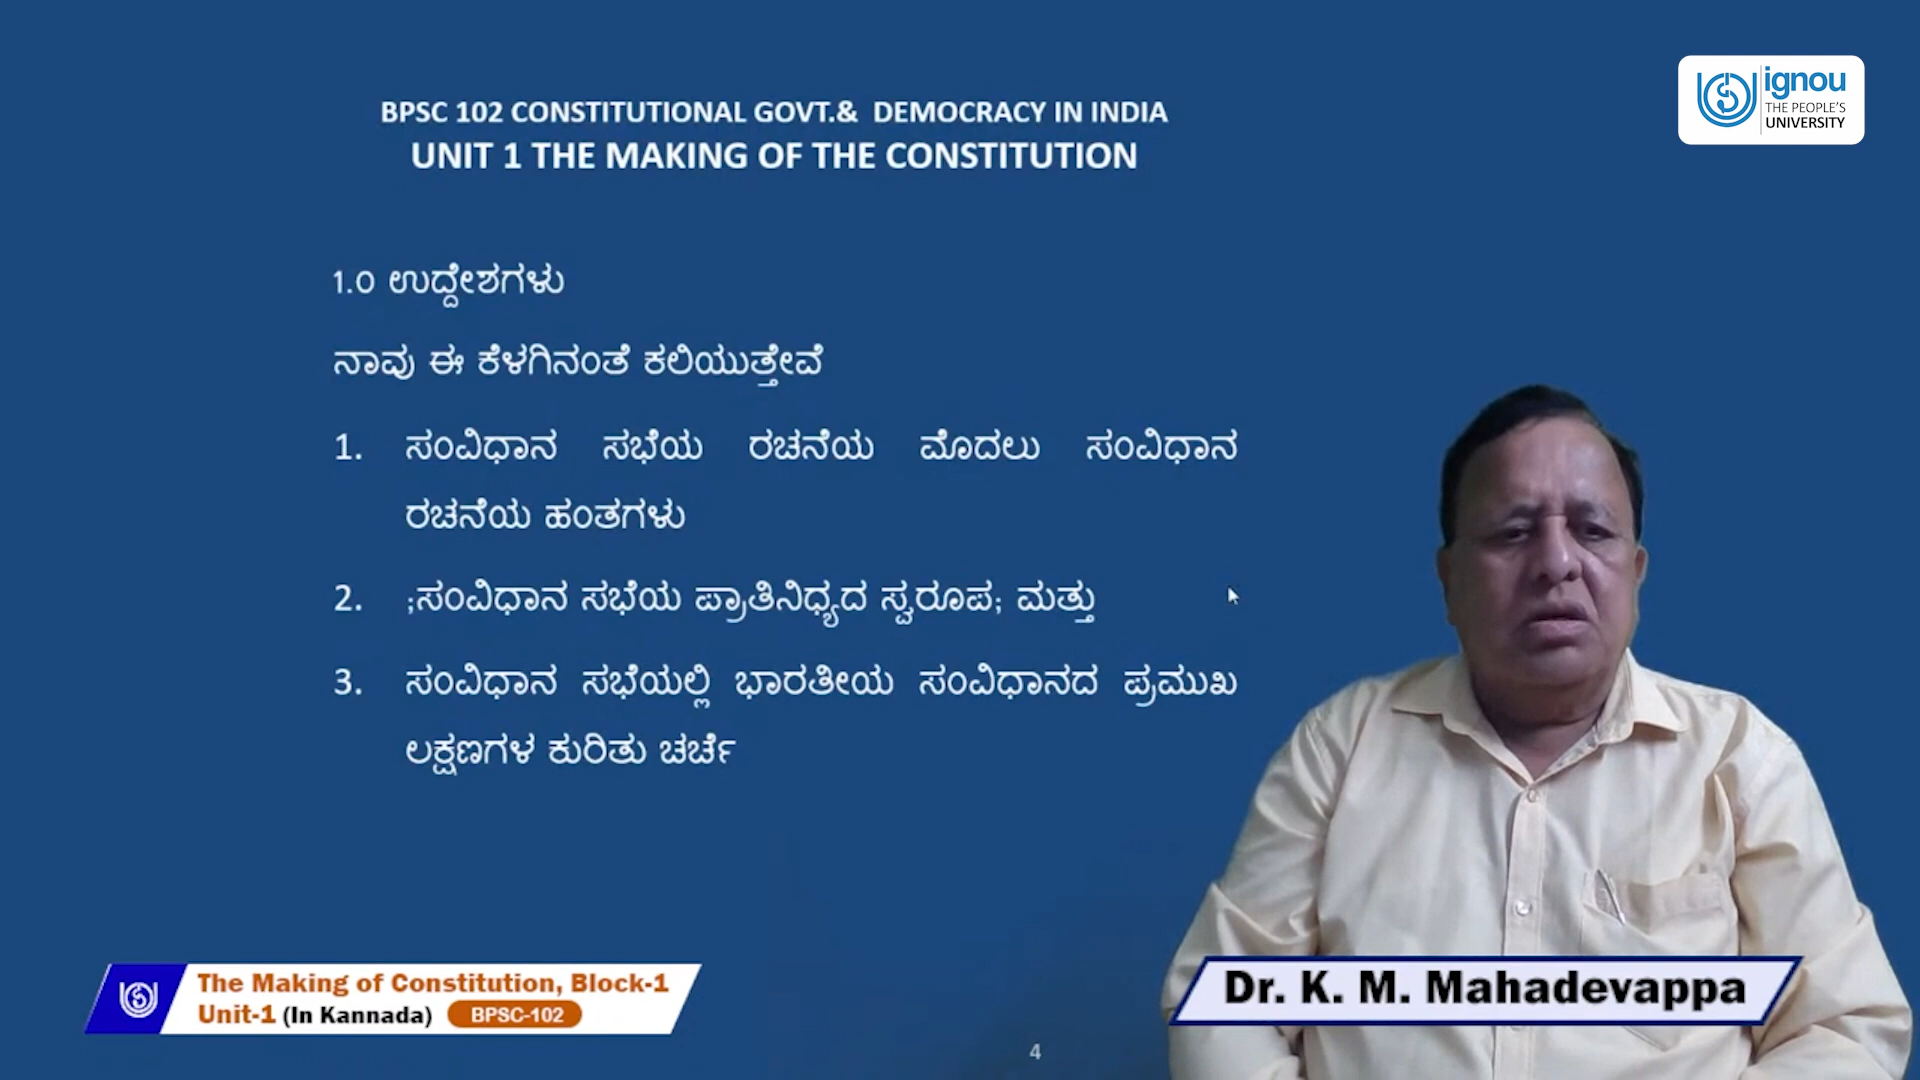 BPSC 102 CONSTITUTIONAL GOVT.& DEMOCRACY IN INDIA
UNIT 1 THE MAKING OF THE CONSTITUTION
ignou
THE PEOPLE'S
UNIVERSITY
1.0 ಉದ್ದೇಶಗಳು
ನಾವು ಈ ಕೆಳಗಿನಂತೆ ಕಲಿಯುತ್ತೇವೆ
1. ಸಂವಿಧಾನ ಸಭೆಯ ರಚನೆಯ ಮೊದಲು ಸಂವಿಧಾನ
ರಚನೆಯ ಹಂತಗಳು
2. ;ಸಂವಿಧಾನ ಸಭೆಯ ಪ್ರಾತಿನಿಧ್ಯದ ಸ್ವರೂಪ; ಮತ್ತು
3. ಸಂವಿಧಾನ ಸಭೆಯಲ್ಲಿ ಭಾರತೀಯ ಸಂವಿಧಾನದ ಪ್ರಮುಖ
ಲಕ್ಷಣಗಳ ಕುರಿತು ಚರ್ಚೆ
The Making of Constitution, Block-1
Unit-1 (In Kannada) BPSC-102
Dr. K. M. Mahadevappa
4